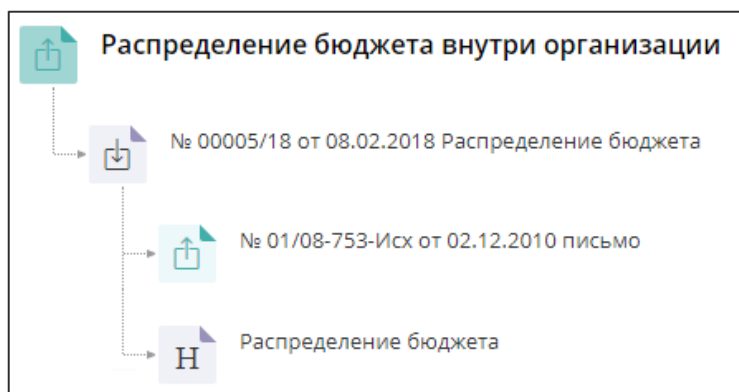 Распределение бюджета внутри организации
№ 00005/18 от 08.02.2018 Распределение бюджета
№ 01/08-753-Исх от 02.12.2010 письмо
Н Распределение бюджета